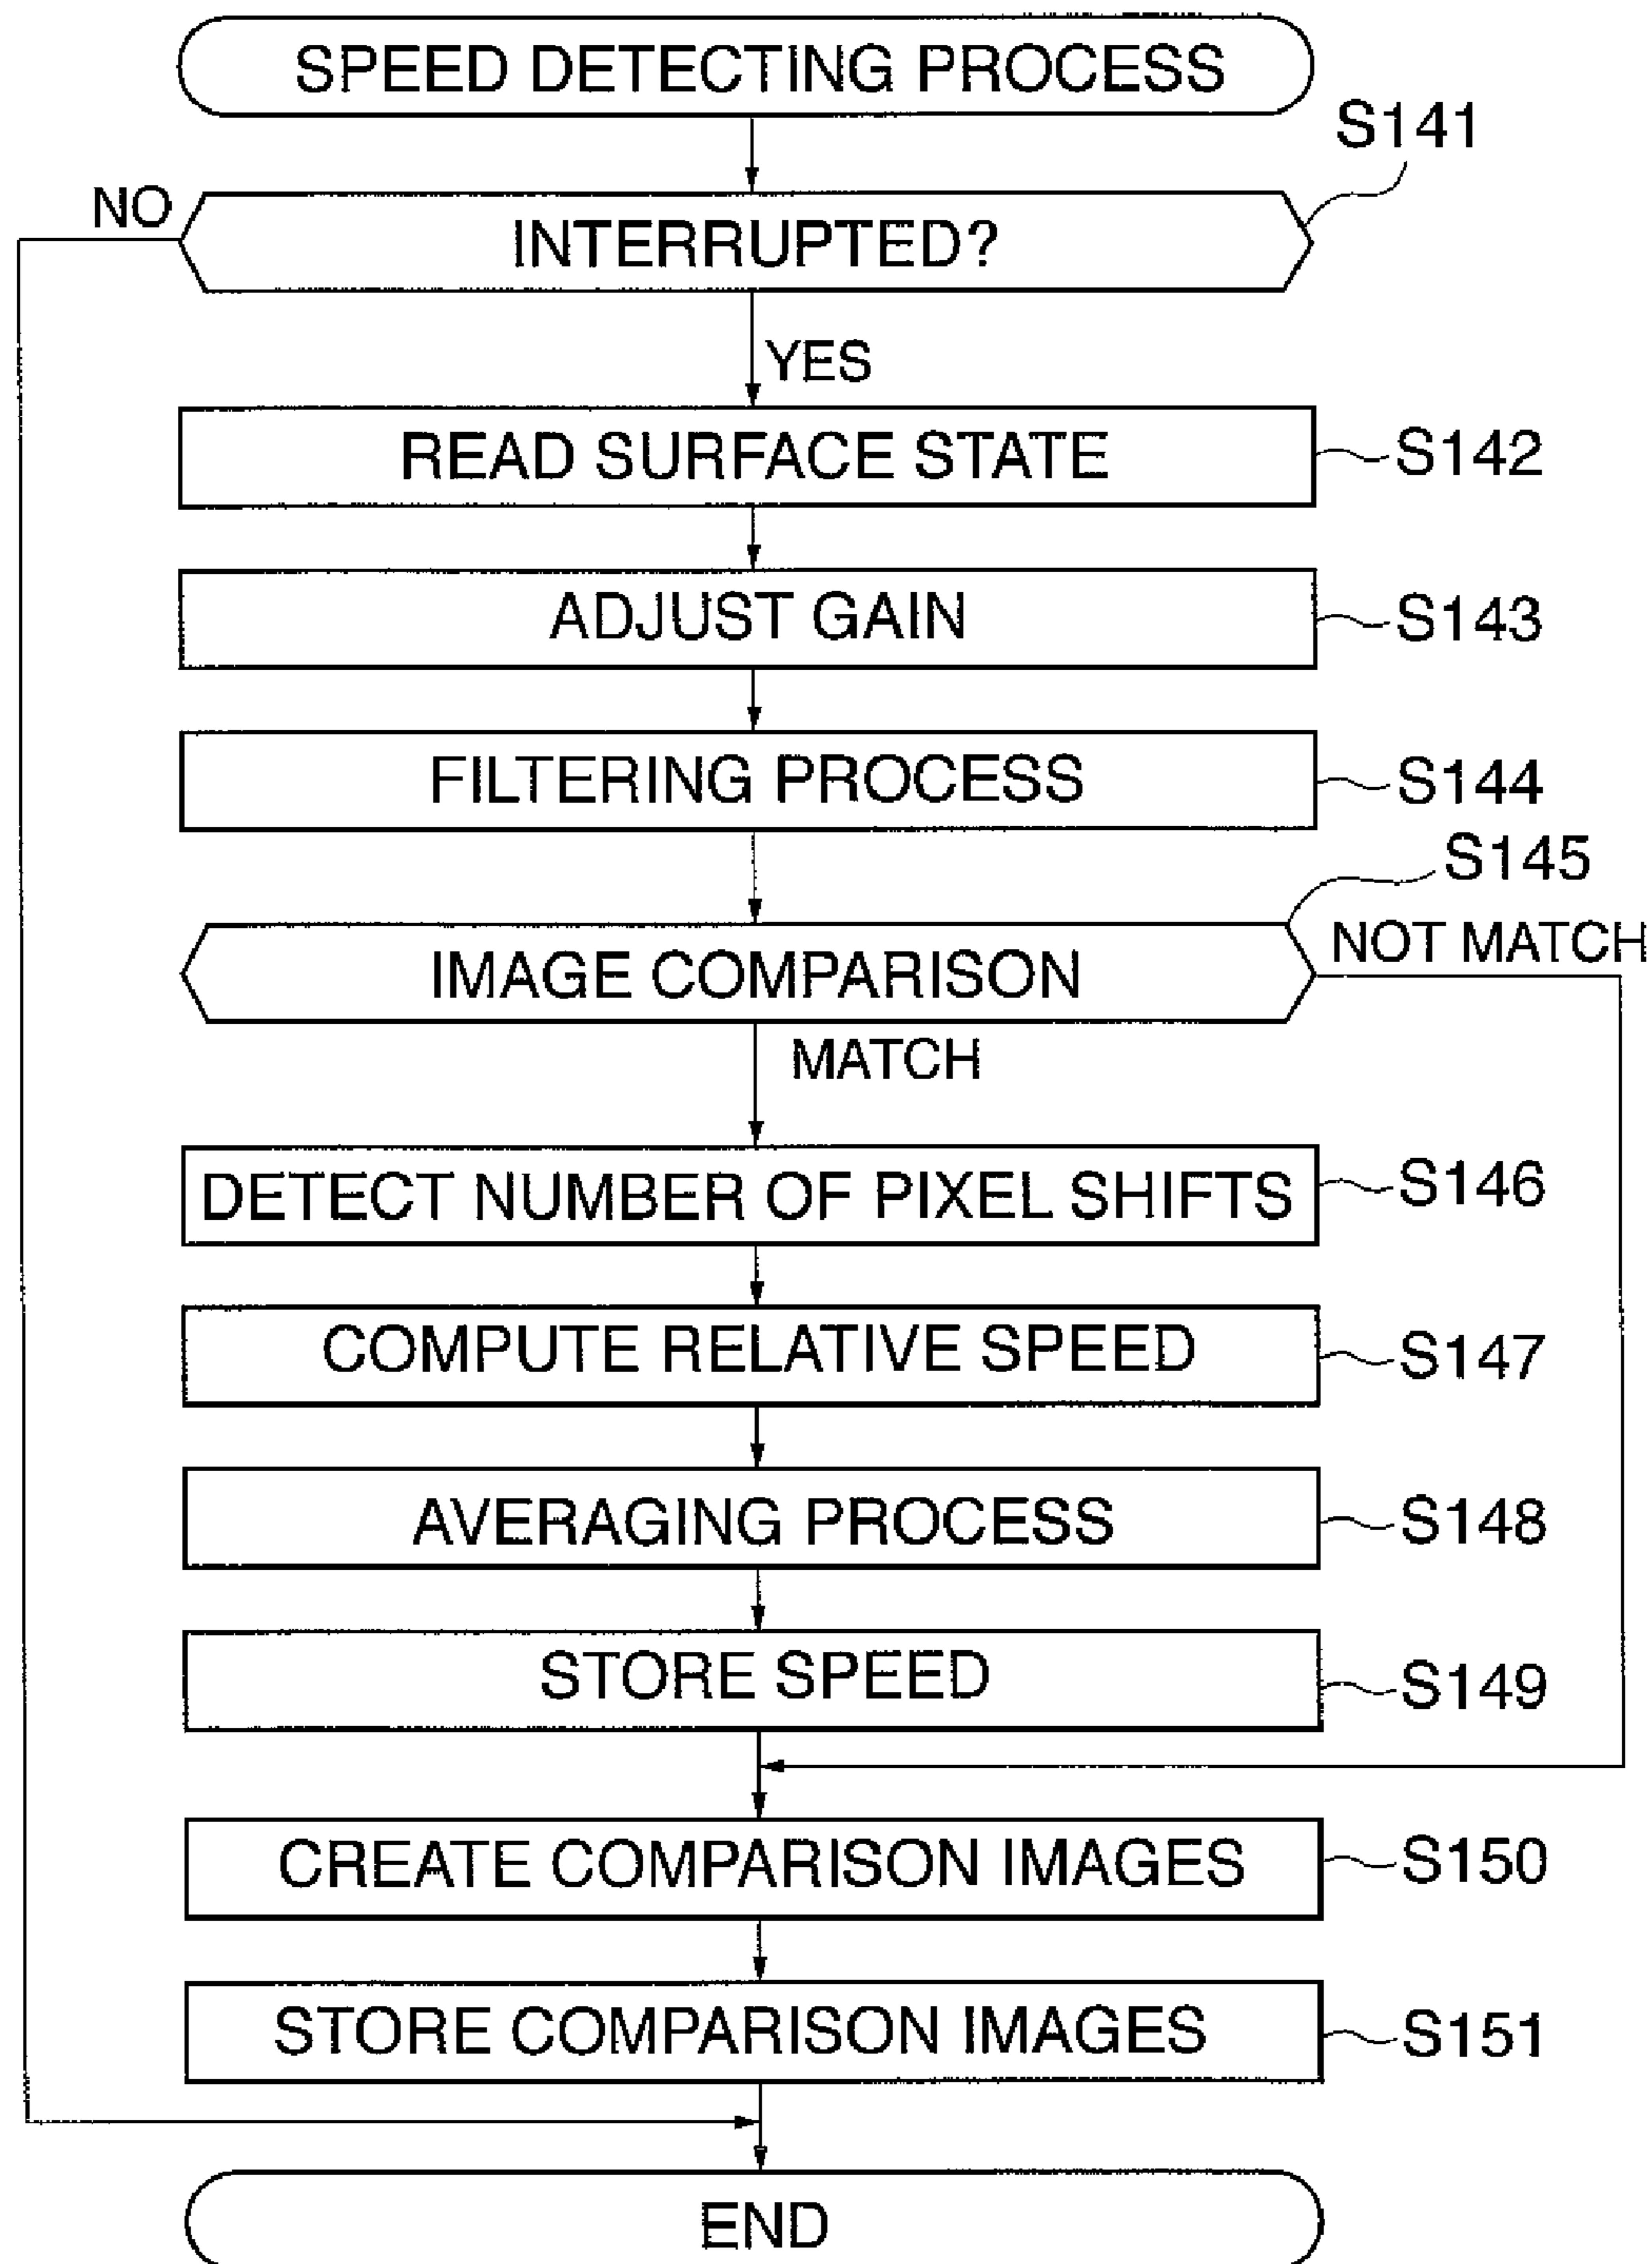 SPEED DETECTING PROCESS
S141
NO
INTERRUPTED?
YES
READ SURFACE STATE
S142
ADJUST GAIN
S143
FILTERING PROCESS
S144
S145
NOT MATCH
IMAGE COMPARISON
MATCH
DETECT NUMBER OF PIXEL SHIFTS
S146
COMPUTE RELATIVE SPEED
S147
AVERAGING PROCESS
S148
STORE SPEED
S149
CREATE COMPARISON IMAGES
S150
STORE COMPARISON IMAGES
S151
END